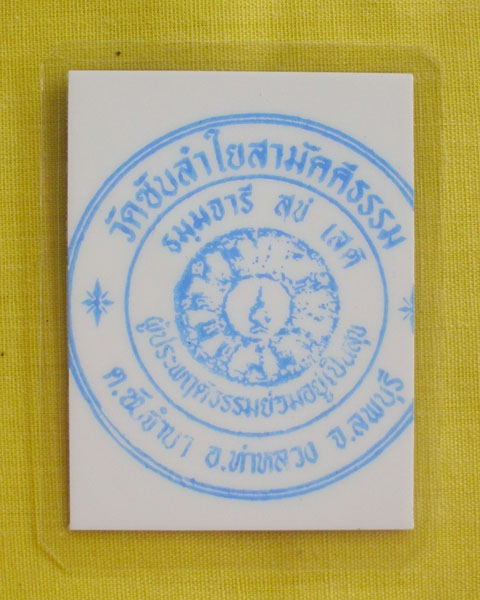 วัดซับลำใยสามัคคีธรรม
ธมฺมจารี สุขํ เสติ
ผู้ประพฤติธรรมย่อมอยู่เป็นสุข
ต.ซับจำปา อ.ท่าหลวง จ.ลพบุรี